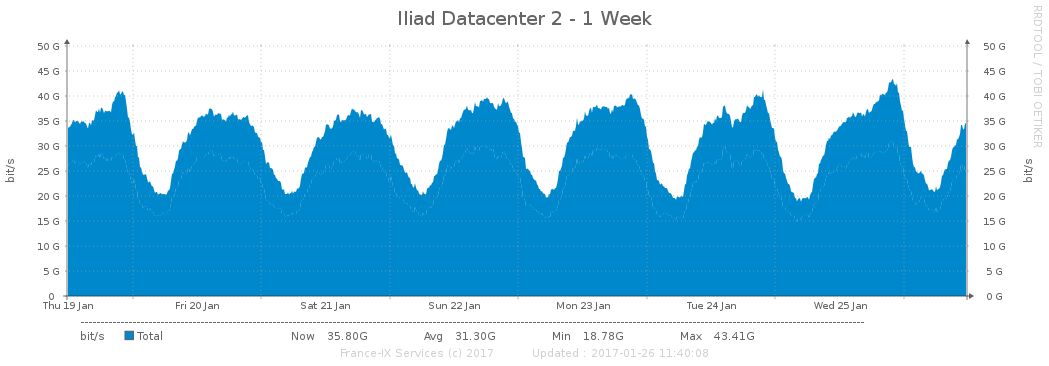 Iliad Datacenter 2 - 1 Week
RRDTOOL / TOBI OETIKER
50 G 50 G
45 G 45 G
40 G 40 G
35 G 35 G
30 G 30 G
25 G 25 G
20 G 20 G
15 G 15 G
10 G 10 G
5 G 5 G
0 0 G
bit/s bit/s
Thu 19 Jan Fri 20 Jan Sat 21 Jan Sun 22 Jan Mon 23 Jan Tue 24 Jan Wed 25 Jan
bit/s Total Now 35.80G Avg 31.30G Min 18.78G Max 43.41G
France-IX Services (c) 2017 Updated : 2017-01-26 11:40:08